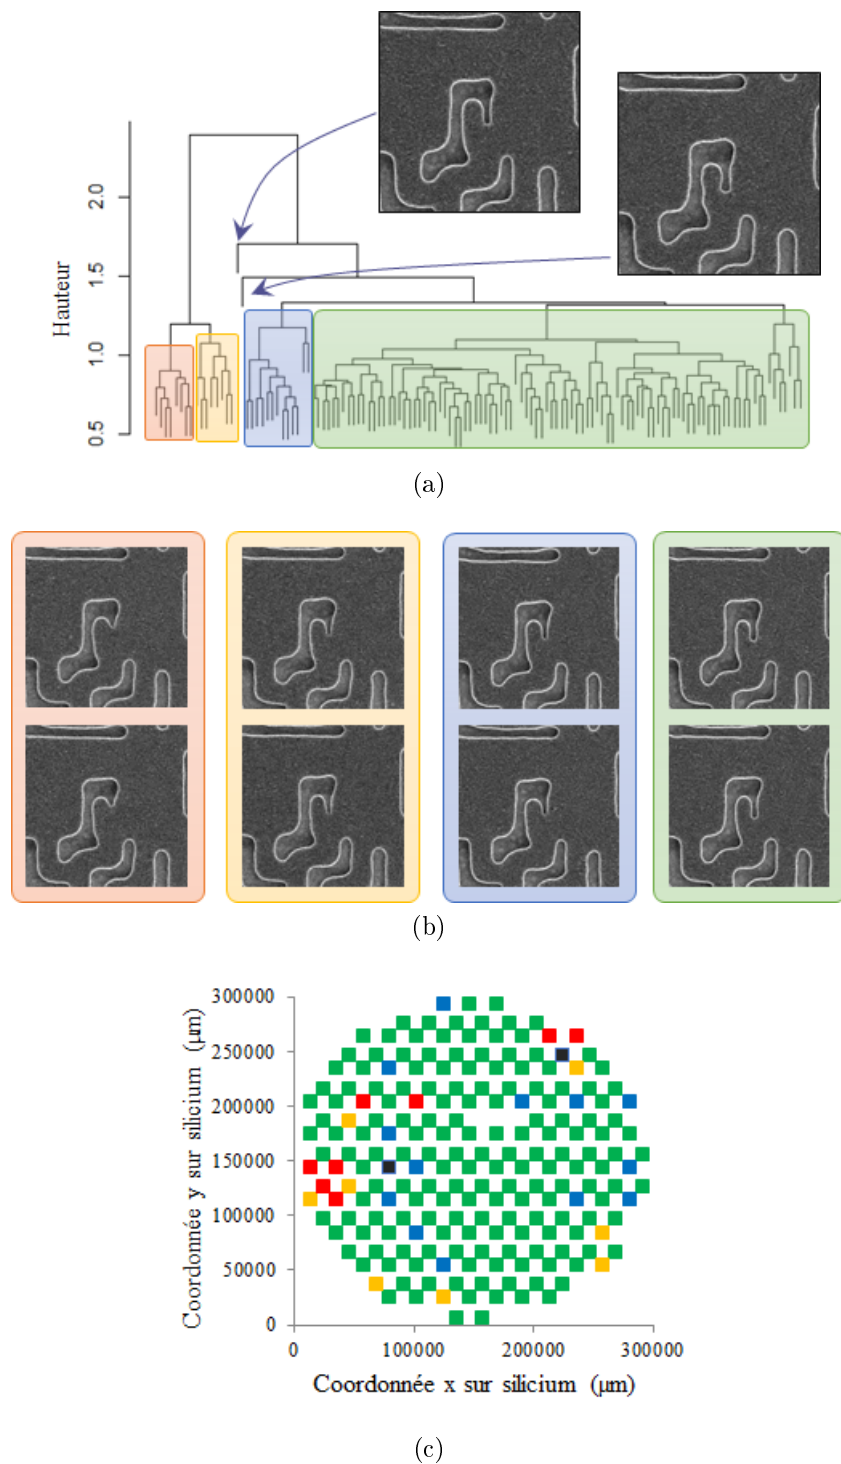 2.0
1.5
1.0
0.5
Hauteur
(a)
(b)
300000
250000
200000
150000
100000
50000
0
Coordonnée y sur silicium (μm)
0 100000 200000 300000
Coordonnée x sur silicium (μm)
(c)